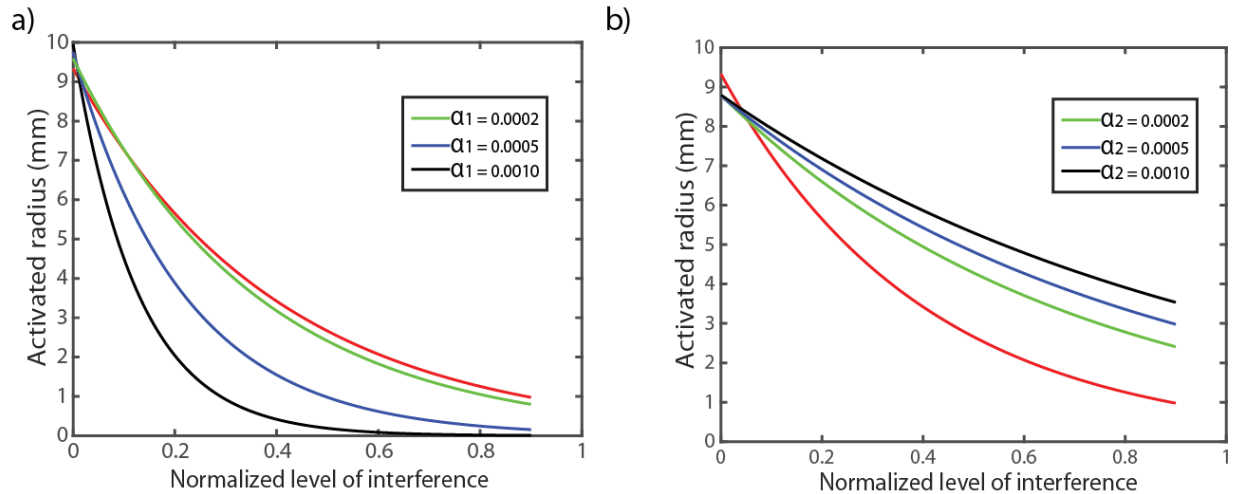 a)
10
9
8
7
6
5
4
3
2
1
0
Activated radius (mm)
α1 = 0.0002
α1 = 0.0005
α1 = 0.0010
0
0.2
0.4
0.6
0.8
1
Normalized level of interference
b)
10
9
8
7
6
5
4
3
2
1
0
Activated radius (mm)
α2 = 0.0002
α2 = 0.0005
α2 = 0.0010
0
0.2
0.4
0.6
0.8
1
Normalized level of interference